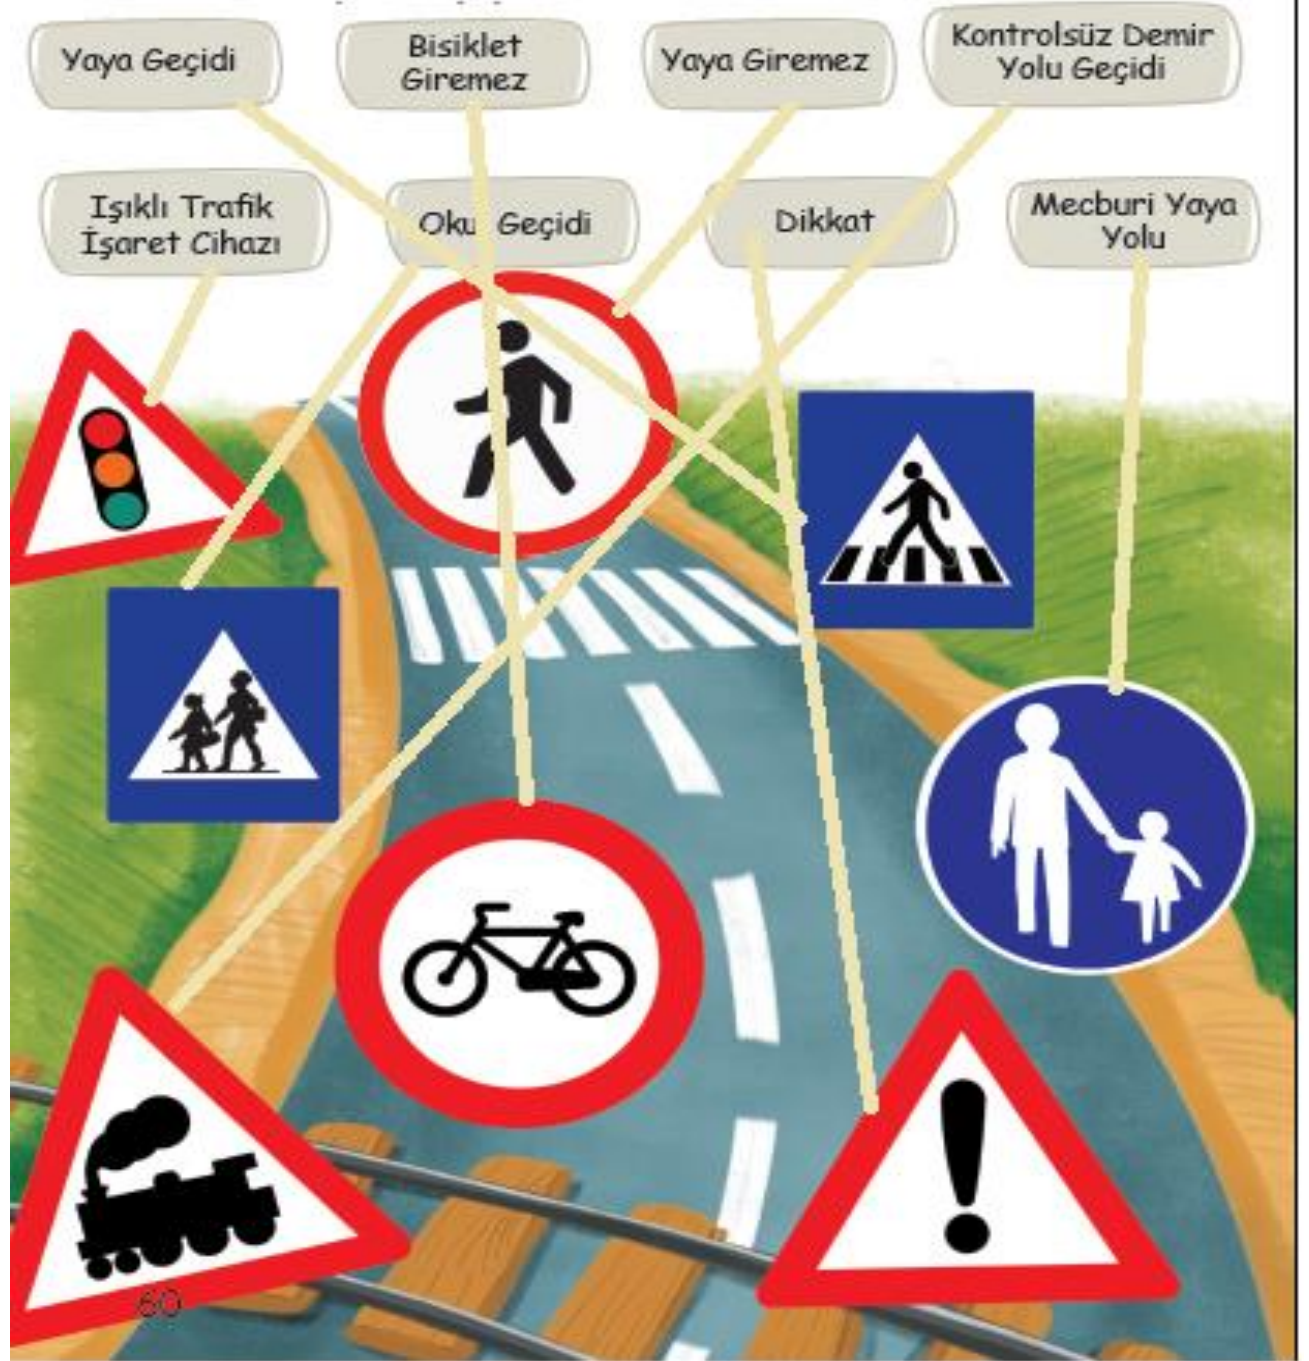 Yaya Geçidi
Bisiklet
Giremez
Yaya Giremez
Kontrolsüz Demir
Yolu Geçidi
Işıklı Trafik
İşaret Cihazı
Okul Geçidi
Dikkat
Mecburi Yaya
Yolu
60